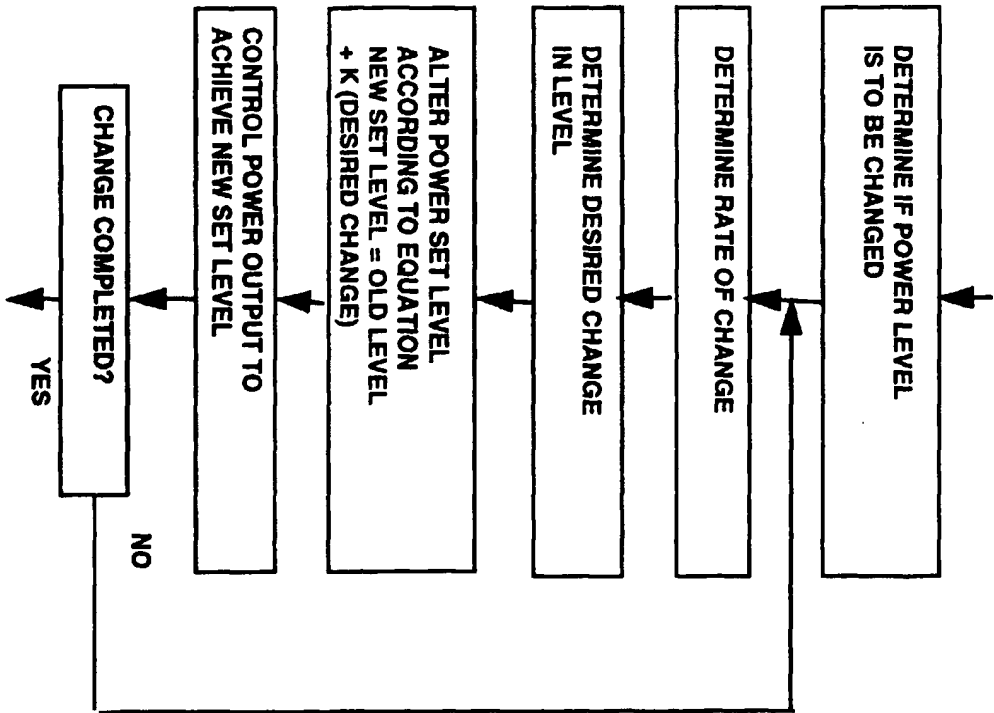 DETERMINE IF POWER LEVEL
IS TO BE CHANGED
DETERMINE RATE OF CHANGE
DETERMINE DESIRED CHANGE
IN LEVEL
ALTER POWER SET LEVEL
ACCORDING TO EQUATION
NEW SET LEVEL = OLD LEVEL
+ K (DESIRED CHANGE)
CONTROL POWER OUTPUT TO
ACHIEVE NEW SET LEVEL
CHANGE COMPLETED?
NO
YES